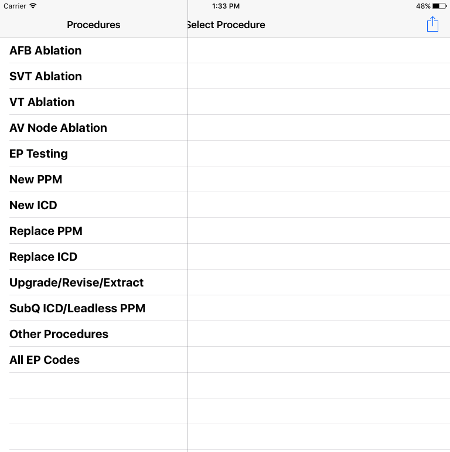 Carrier 1:33 PM 48%
Procedures Select Procedure
AFB Ablation
SVT Ablation
VT Ablation
AV Node Ablation
EP Testing
New PPM
New ICD
Replace PPM
Replace ICD
Upgrade/Revise/Extract
SubQ ICD/Leadless PPM
Other Procedures
All EP Codes